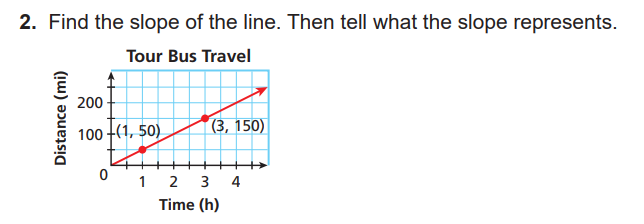 2. Find the slope of the line. Then tell what the slope represents.
Tour Bus Travel
Distance (mi)
200
100
(1, 50)
(3, 150)
0
1 2 3 4
Time (h)